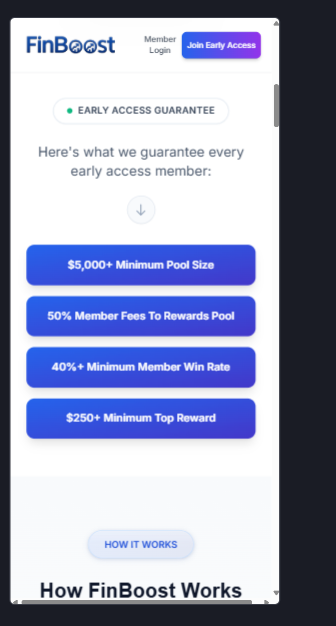 FinBoost
Member
Login
Join Early Access
EARLY ACCESS GUARANTEE
Here's what we guarantee every
early access member:
$5,000+ Minimum Pool Size
50% Member Fees To Rewards Pool
40%+ Minimum Member Win Rate
$250+ Minimum Top Reward
HOW IT WORKS
How FinBoost Works